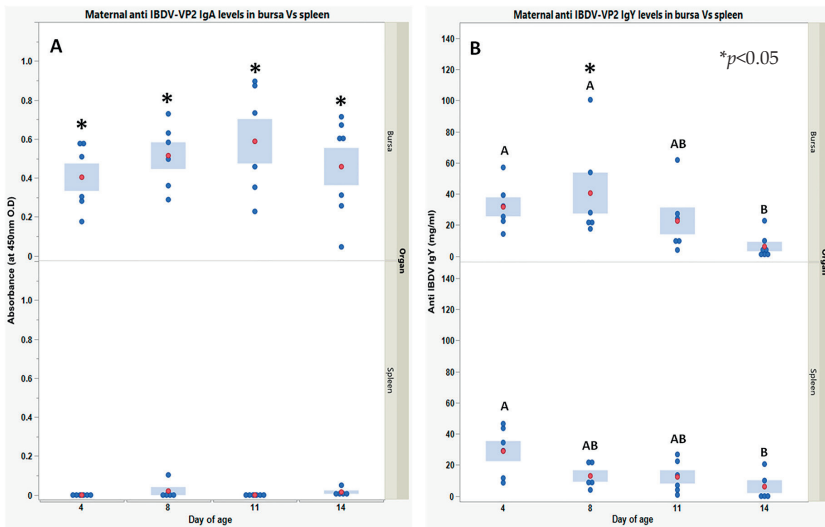 Maternal anti IBDV-VP2 IgA levels in bursa Vs spleen
A
Absorbance (at 450nm O.D)
1.0
0.8
0.6
0.4
0.2
0
*
*
*
*
Bursa
1.0
0.8
0.6
0.4
0.2
0
Spleen
Organ
4
8
11
14
Day of age
Maternal anti IBDV-VP2 IgY levels in bursa Vs spleen
B
*p<0.05
Anti IBDV IgY (mg/ml)
140
120
100
80
60
40
20
0
A
*
A
AB
B
Bursa
140
120
100
80
60
40
20
0
A
AB
AB
B
Spleen
Organ
4
8
11
14
Day of age